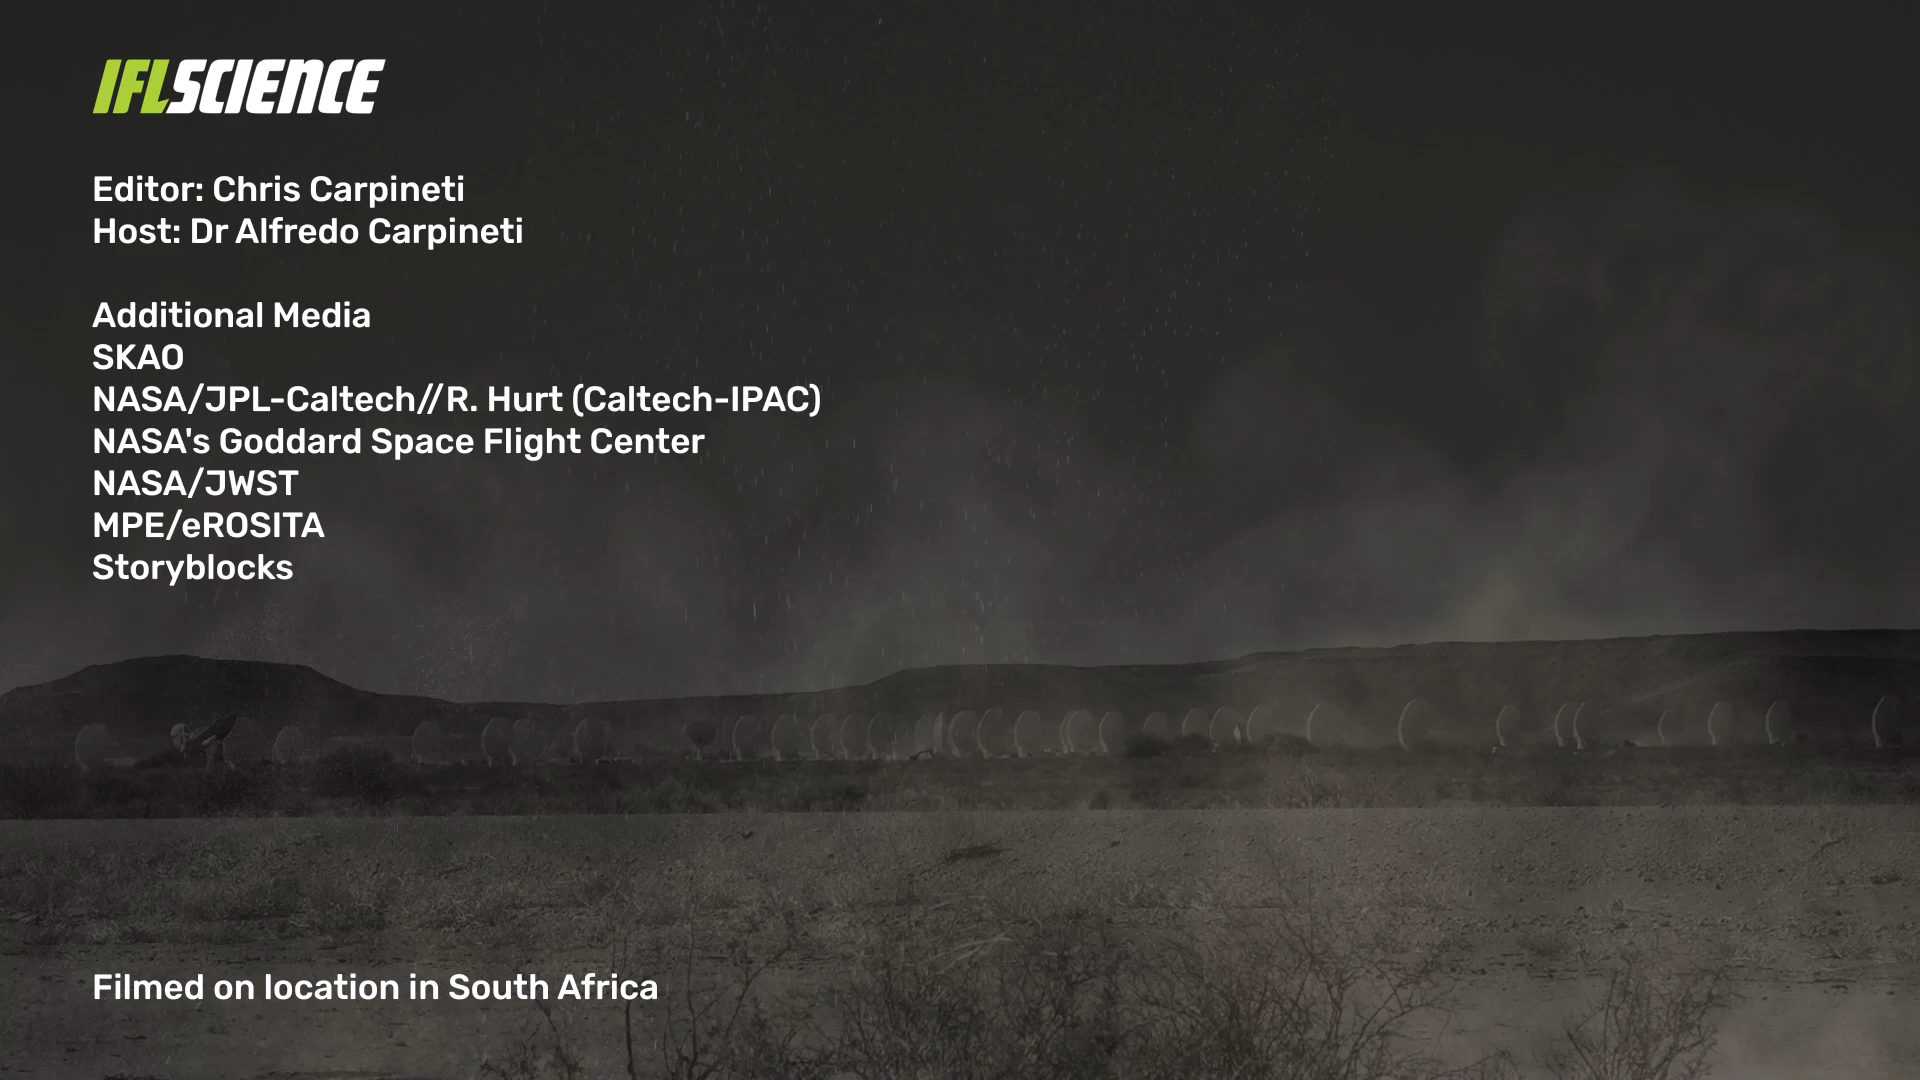 IFLSCIENCE
Editor: Chris Carpineti
Host: Dr Alfredo Carpineti
Additional Media
SKAO
NASA/JPL-Caltech//R. Hurt (Caltech-IPAC)
NASA's Goddard Space Flight Center
NASA/JWST
MPE/eROSITA
Storyblocks
Filmed on location in South Africa